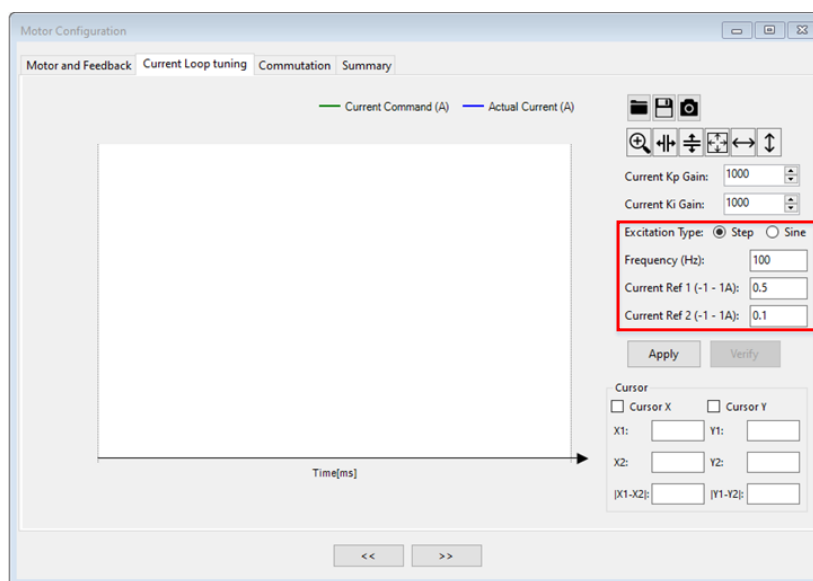 Motor Configuration
Motor and Feedback Current Loop tuning Commutation Summary
Current Command (A) Actual Current (A)
Current Kp Gain: 1000
Current Ki Gain: 1000
Excitation Type: Step Sine
Frequency (Hz): 100
Current Ref 1 (-1 - 1A): 0.5
Current Ref 2 (-1 - 1A): 0.1
Apply Verify
Cursor
Cursor X Cursor Y
X1: Y1:
X2: Y2:
Time[ms]
|X1-X2|: |Y1-Y2|:
<< >>